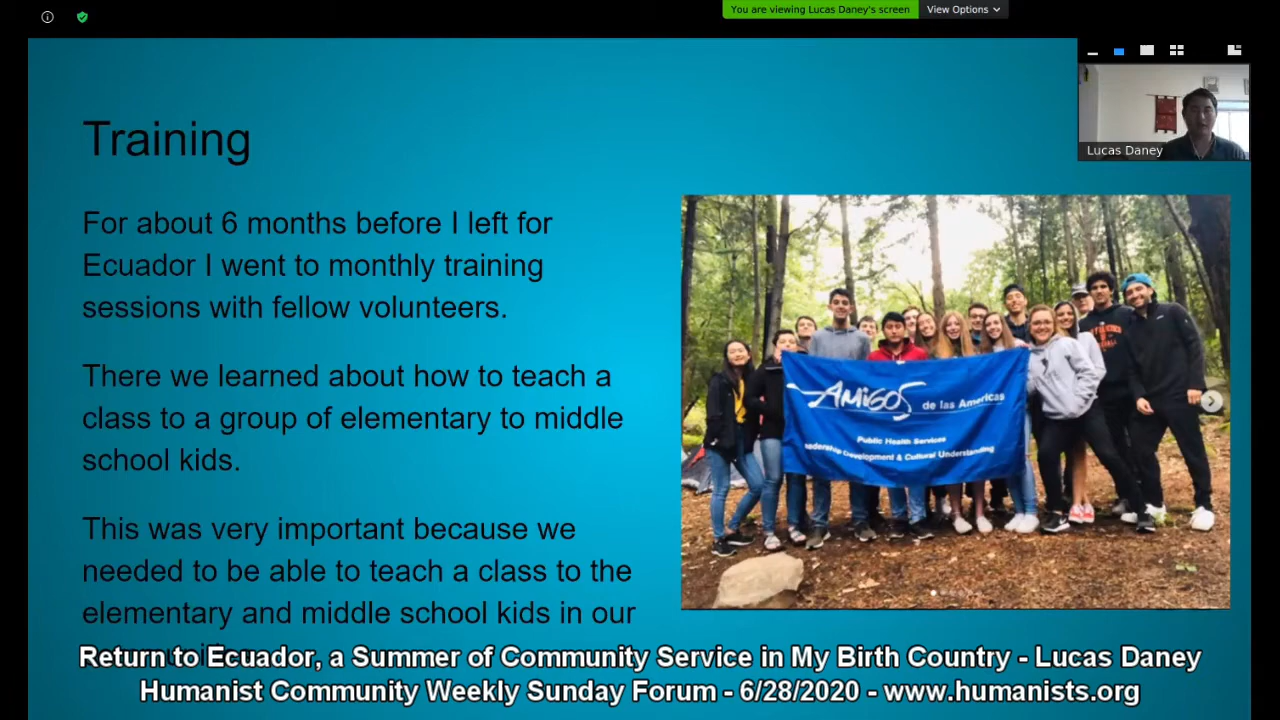 You are viewing Lucas Daney's screen
View Options
Lucas Daney
Training
For about 6 months before I left for
Ecuador I went to monthly training
sessions with fellow volunteers.
There we learned about how to teach a
class to a group of elementary to middle
school kids.
This was very important because we
needed to be able to teach a class to the
elementary and middle school kids in our
AMIGOS de las Americas
Public Health Services
Leadership Development & Cultural Understanding
Return to Ecuador, a Summer of Community Service in My Birth Country - Lucas Daney
Humanist Community Weekly Sunday Forum - 6/28/2020 - www.humanists.org